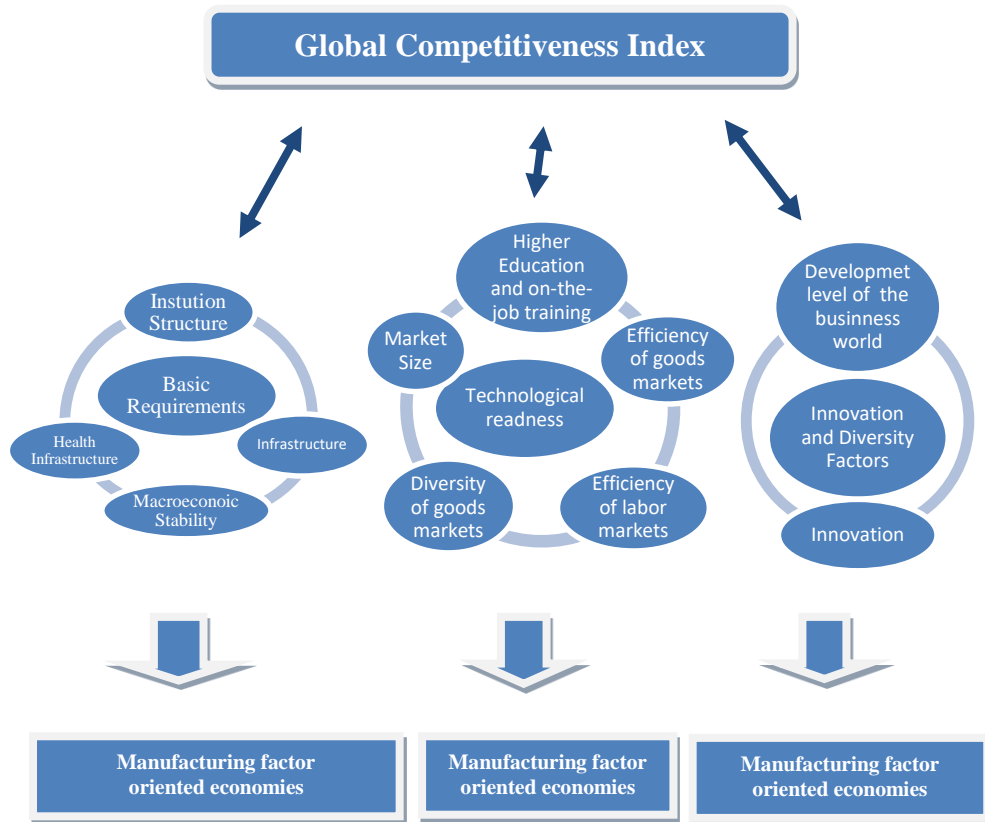 Global Competitiveness Index
Instution
Structure
Basic
Requirements
Health
Infrastructure
Infrastructure
Macroeconoic
Stability
Higher
Education
and on-the-
job training
Market
Size
Efficiency
of goods
markets
Technological
readness
Diversity
of goods
markets
Efficiency
of labor
markets
Developmet
level of the
businness
world
Innovation
and Diversity
Factors
Innovation
Manufacturing factor
oriented economies
Manufacturing factor
oriented economies
Manufacturing factor
oriented economies